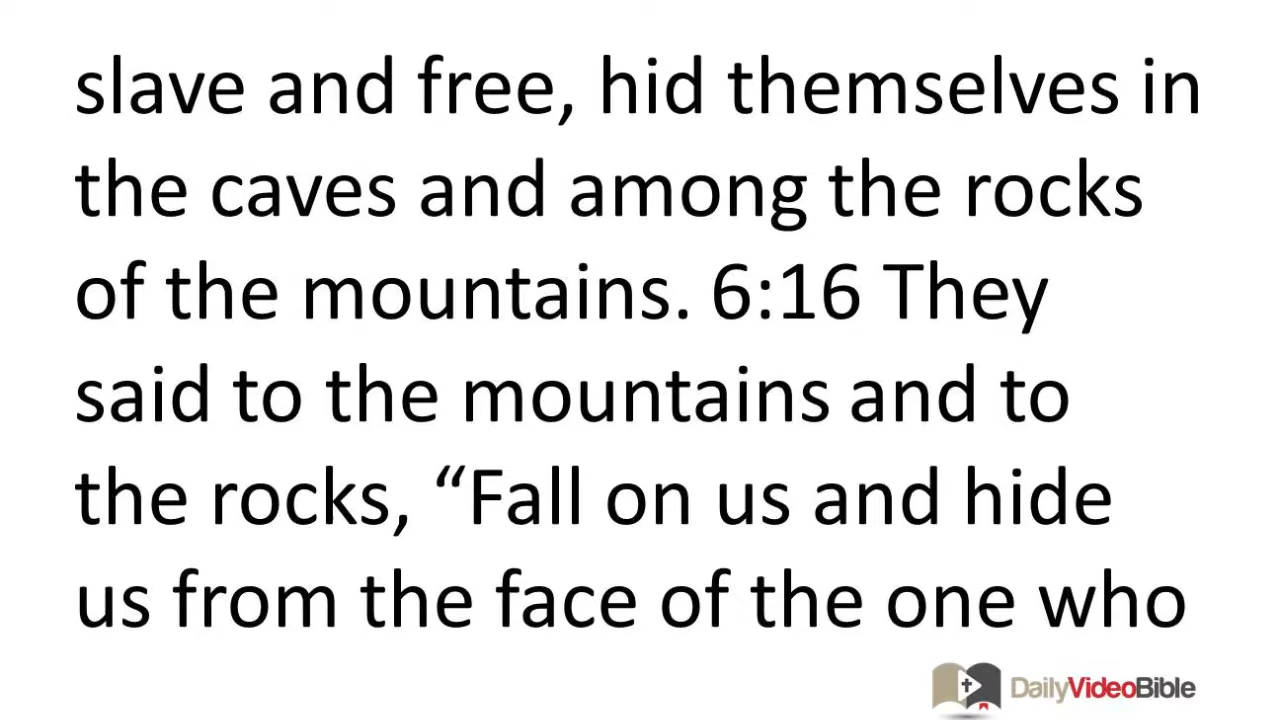 slave and free, hid themselves in
the caves and among the rocks
of the mountains. 6:16 They
said to the mountains and to
the rocks, “Fall on us and hide
us from the face of the one who
DailyVideoBible